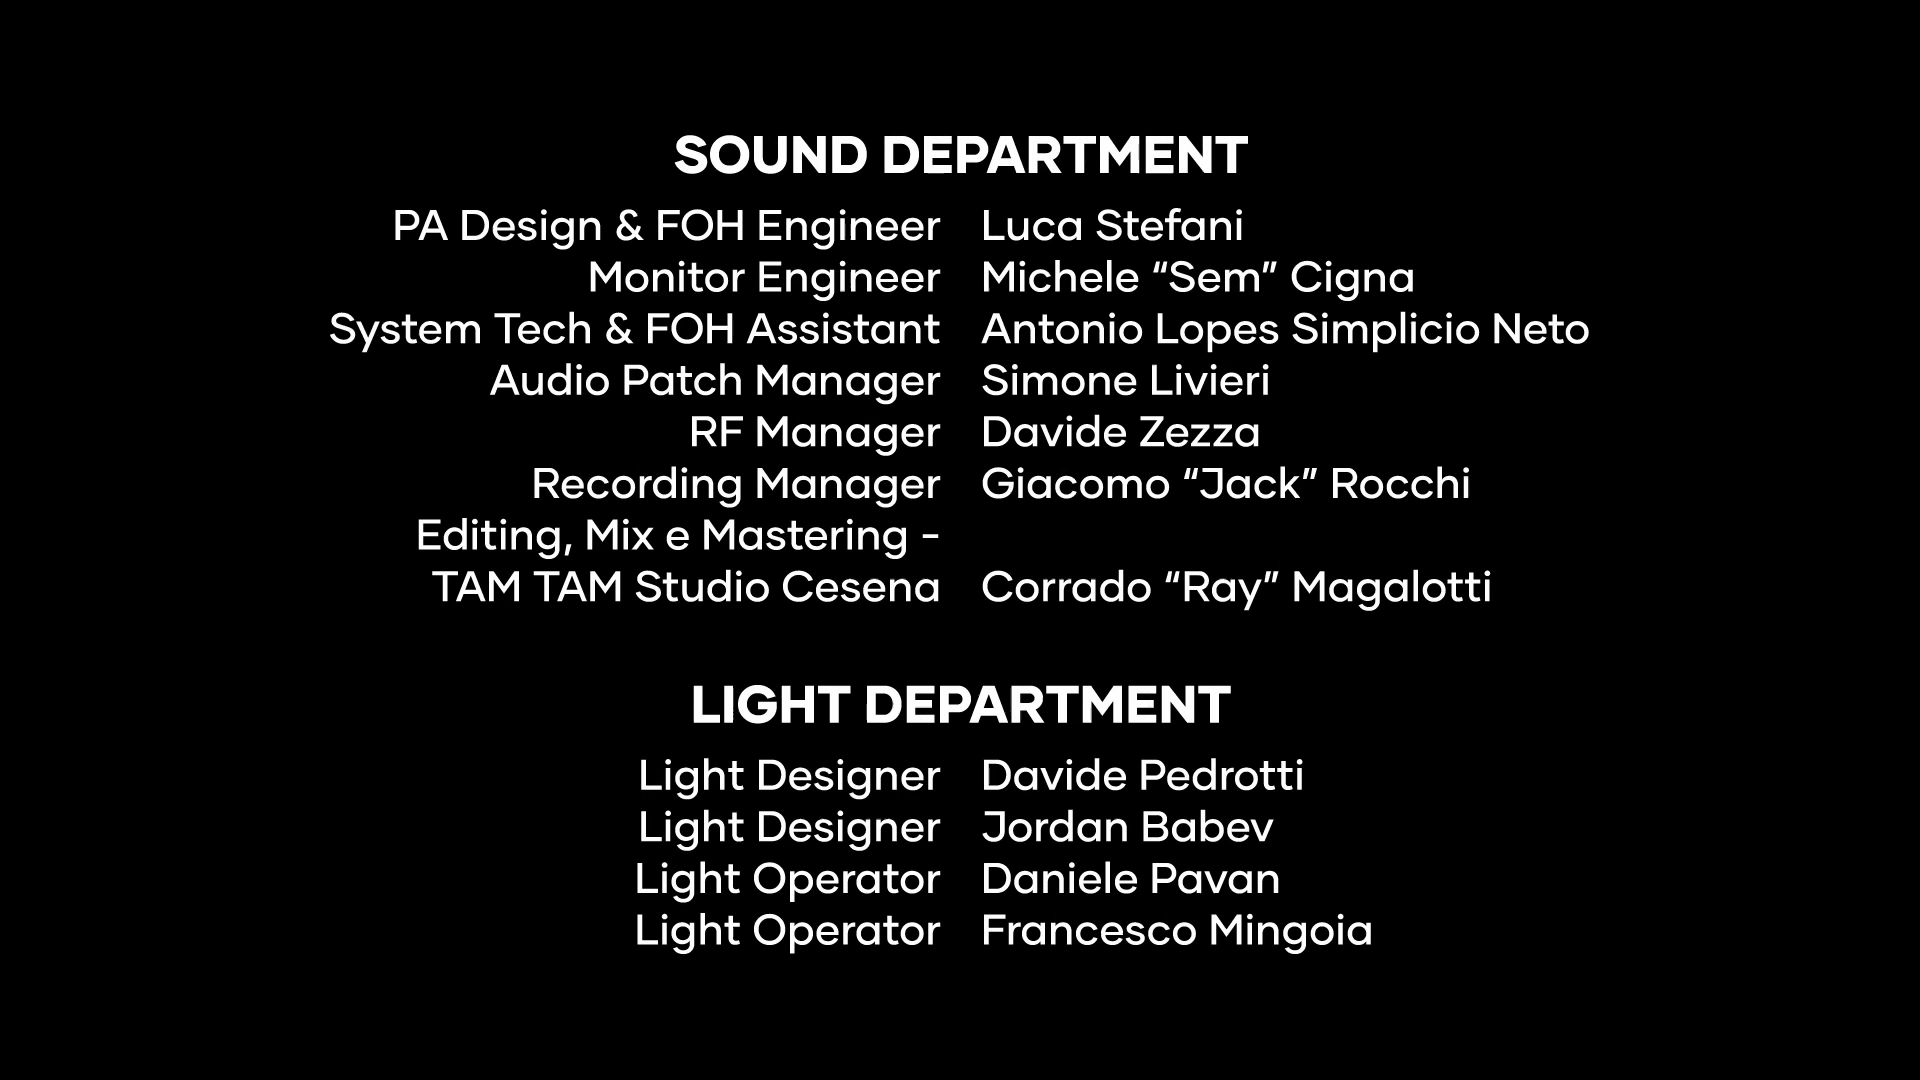 SOUND DEPARTMENT
PA Design & FOH Engineer Luca Stefani
Monitor Engineer Michele “Sem” Cigna
System Tech & FOH Assistant Antonio Lopes Simplicio Neto
Audio Patch Manager Simone Livieri
RF Manager Davide Zezza
Recording Manager Giacomo “Jack” Rocchi
Editing, Mix e Mastering -
TAM TAM Studio Cesena Corrado “Ray” Magalotti
LIGHT DEPARTMENT
Light Designer Davide Pedrotti
Light Designer Jordan Babev
Light Operator Daniele Pavan
Light Operator Francesco Mingoia